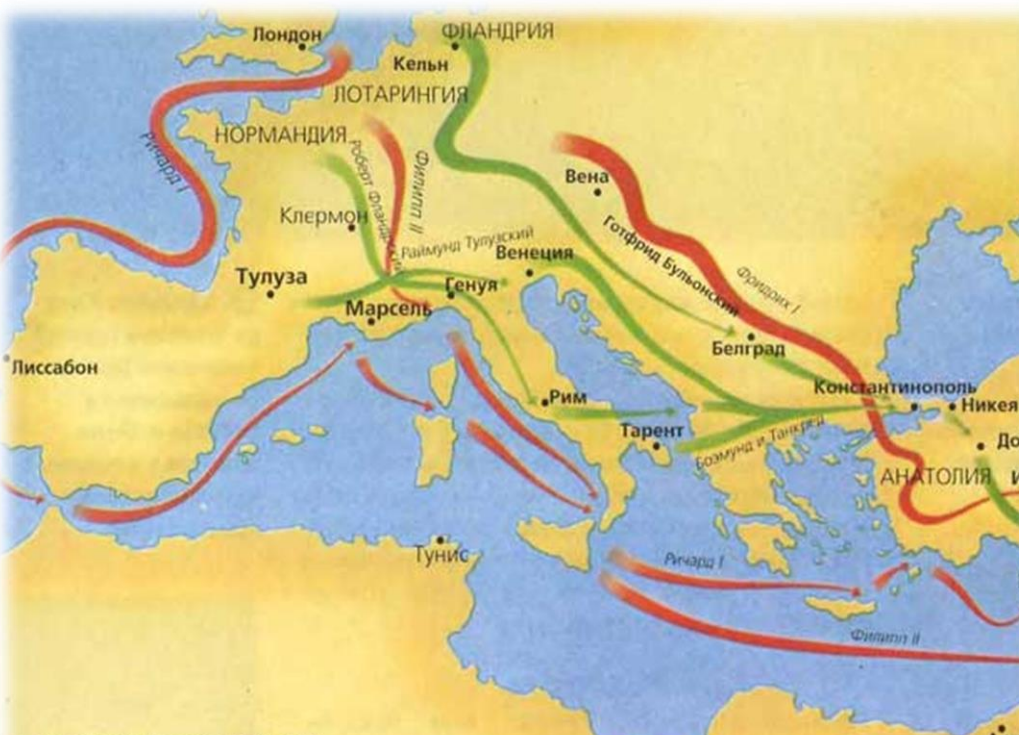 Лондон
ФЛАНДРИЯ
Кельн
ЛОТАРИНГИЯ
НОРМАНДИЯ
Ричард I
Роберт Фландрский
Филипп II
Вена
Клермон
Раймунд Тулузский
Венеция
Готфрид Бульонский
Фридрих I
Тулуза
Генуя
Марсель
Белград
Лиссабон
Константинополь
Рим
Никея
Тарент
Боэмунд и Танкред
До
АНАТОЛИЯ
И
Тунис
Ричард I
Филипп II